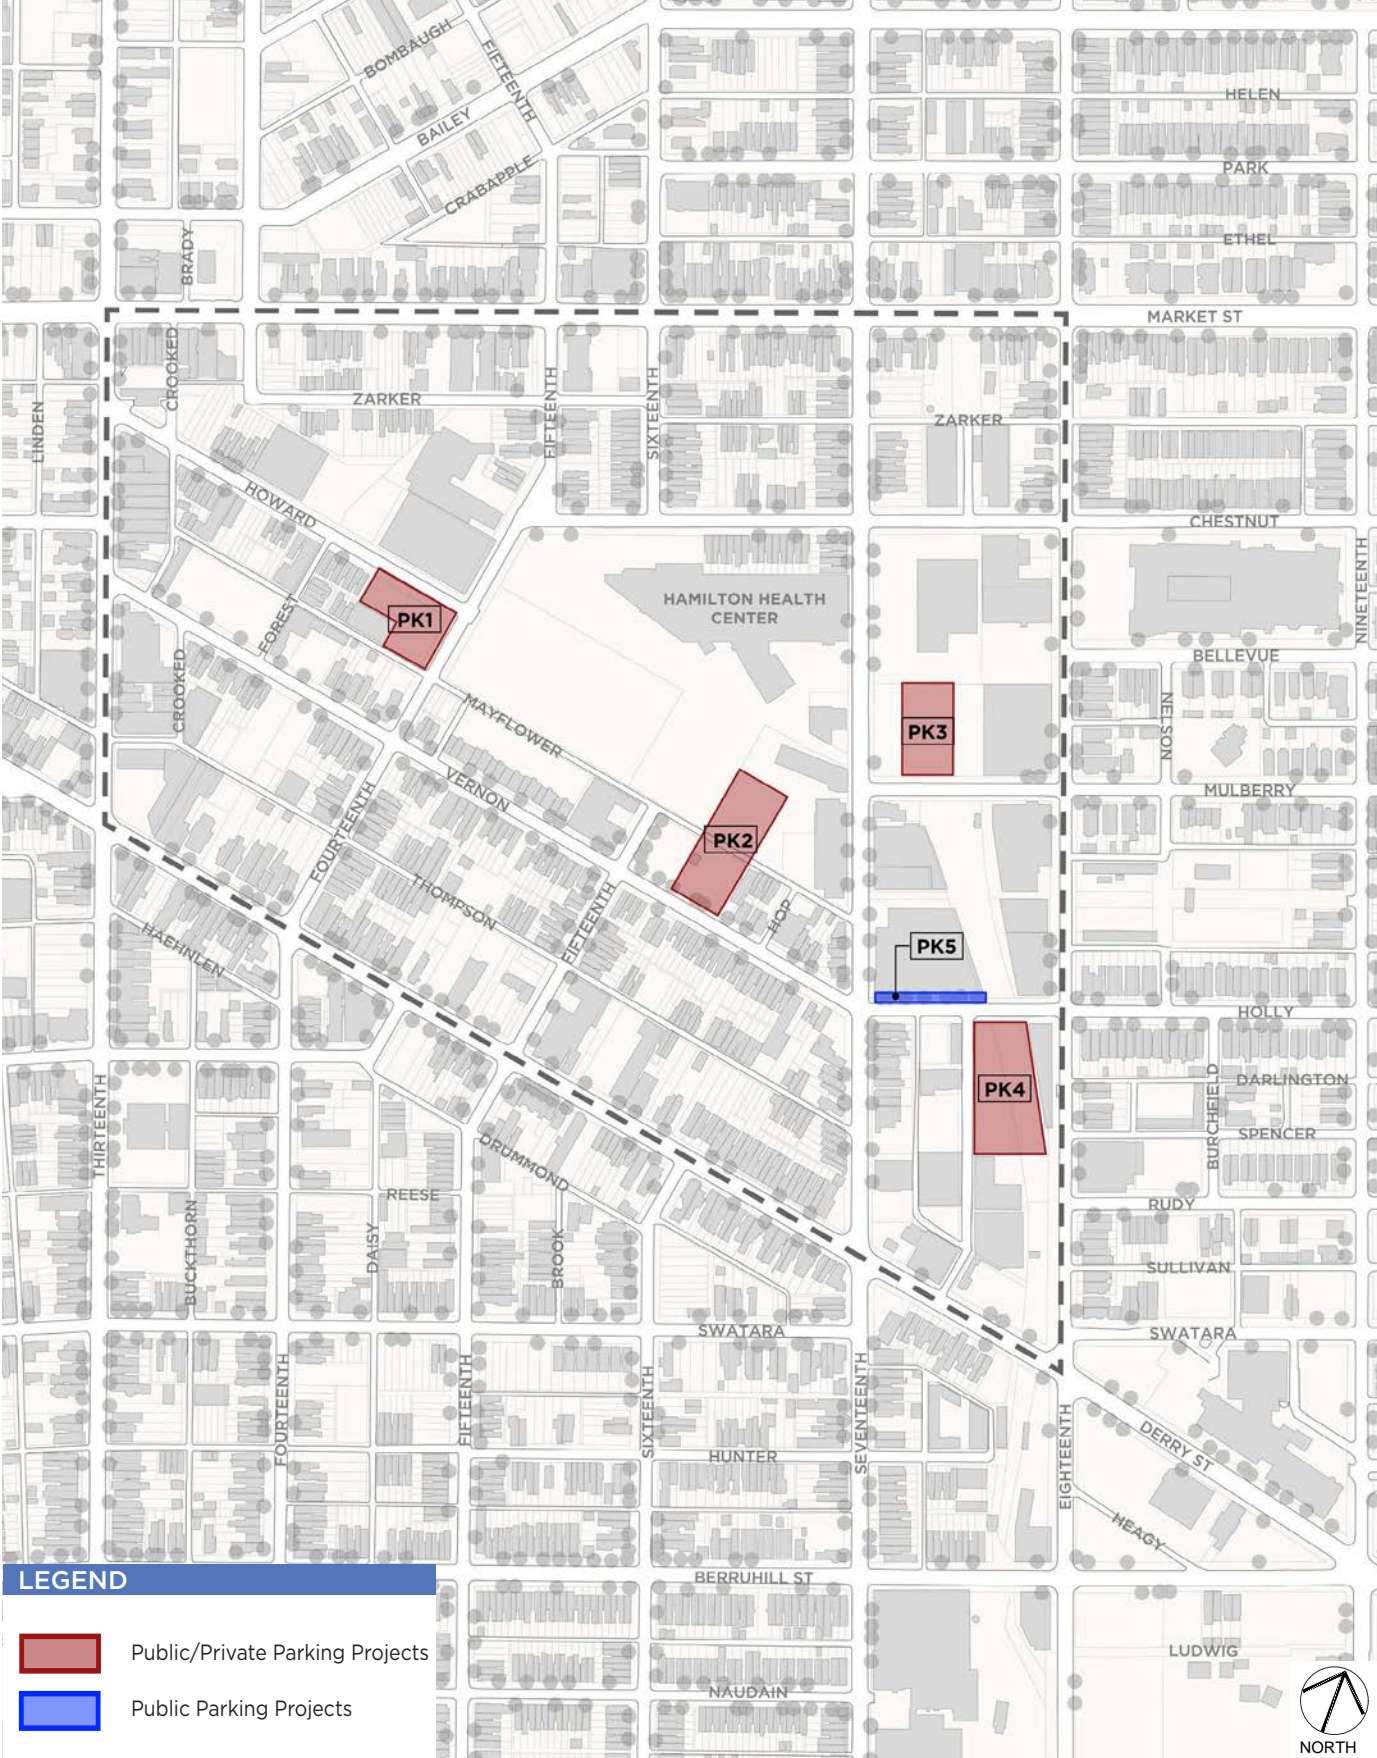 BOMBAUGH
FIFTEENTH
BAILEY
CRABAPPLE
HELEN
PARK
ETHEL
BRADY
MARKET ST
CROOKED
ZARKER
FIFTEENTH
SIXTEENTH
ZARKER
LINDEN
HOWARD
CHESTNUT
NINETEENTH
HAMILTON HEALTH
CENTER
PK1
FOREST
CROOKED
BELLEVUE
NELSON
MAYFLOWER
PK3
VERNON
MULBERRY
FOURTEENTH
PK2
THOMPSON
FIFTEENTH
HOP
HAEHNLEN
PK5
HOLLY
THIRTEENTH
PK4
DARLINGTON
BURCHFIELD
SPENCER
DRUMMOND
REESE
RUDY
BUCKTHORN
DAISY
BROOK
SULLIVAN
SWATARA
SWATARA
FOURTEENTH
FIFTEENTH
SIXTEENTH
SEVENTEENTH
EIGHTEENTH
HUNTER
DERRY ST
HEAGY
BERRUHILL ST
LEGEND
Public/Private Parking Projects
Public Parking Projects
NAUDAIN
LUDWIG
NORTH